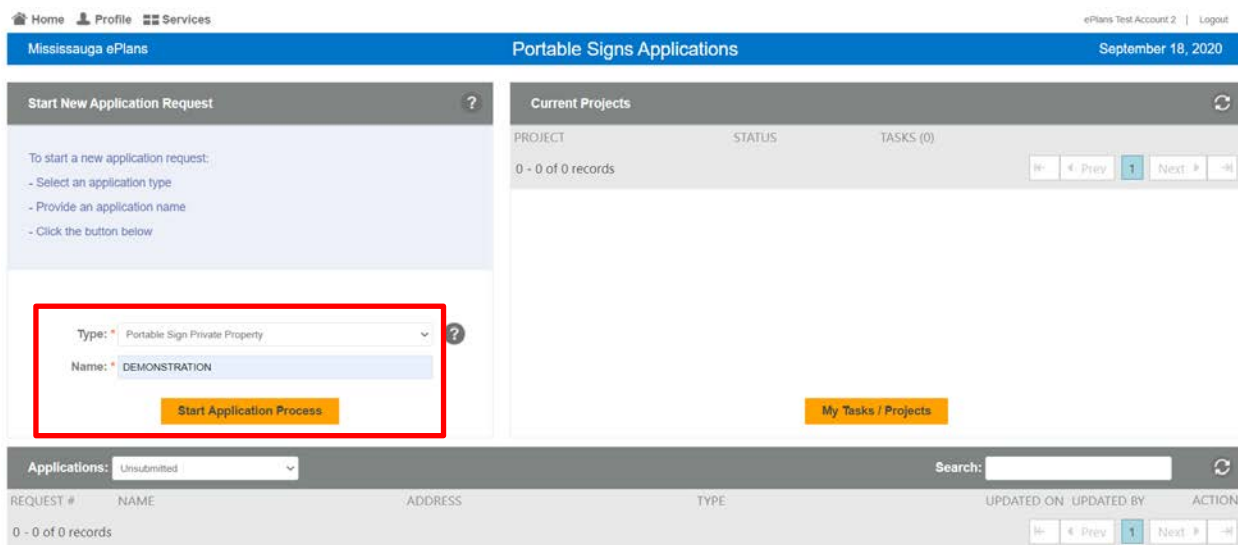 Home Profile Services ePlans Test Account 2 | Logout
Mississauga ePlans Portable Signs Applications September 18, 2020
Start New Application Request ?
To start a new application request:
- Select an application type
- Provide an application name
- Click the button below
Type: * Portable Sign Private Property ?
Name: * DEMONSTRATION
Start Application Process
Current Projects
PROJECT STATUS TASKS (0)
0 - 0 of 0 records Prev 1 Next
My Tasks / Projects
Applications: Unsubmitted Search:
REQUEST # NAME ADDRESS TYPE UPDATED ON UPDATED BY ACTION
0 - 0 of 0 records Prev 1 Next